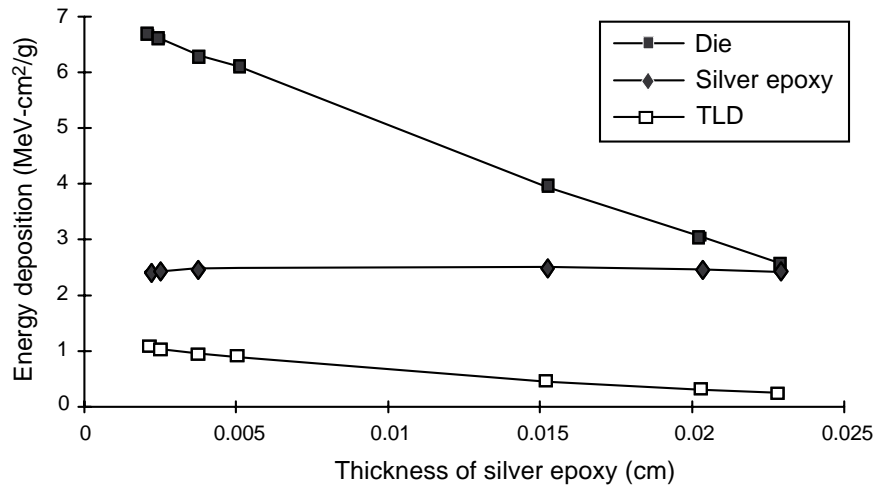 7
6
5
4
3
2
1
0
Energy deposition (MeV-cm²/g)
Die
Silver epoxy
TLD
0 0.005 0.01 0.015 0.02 0.025
Thickness of silver epoxy (cm)